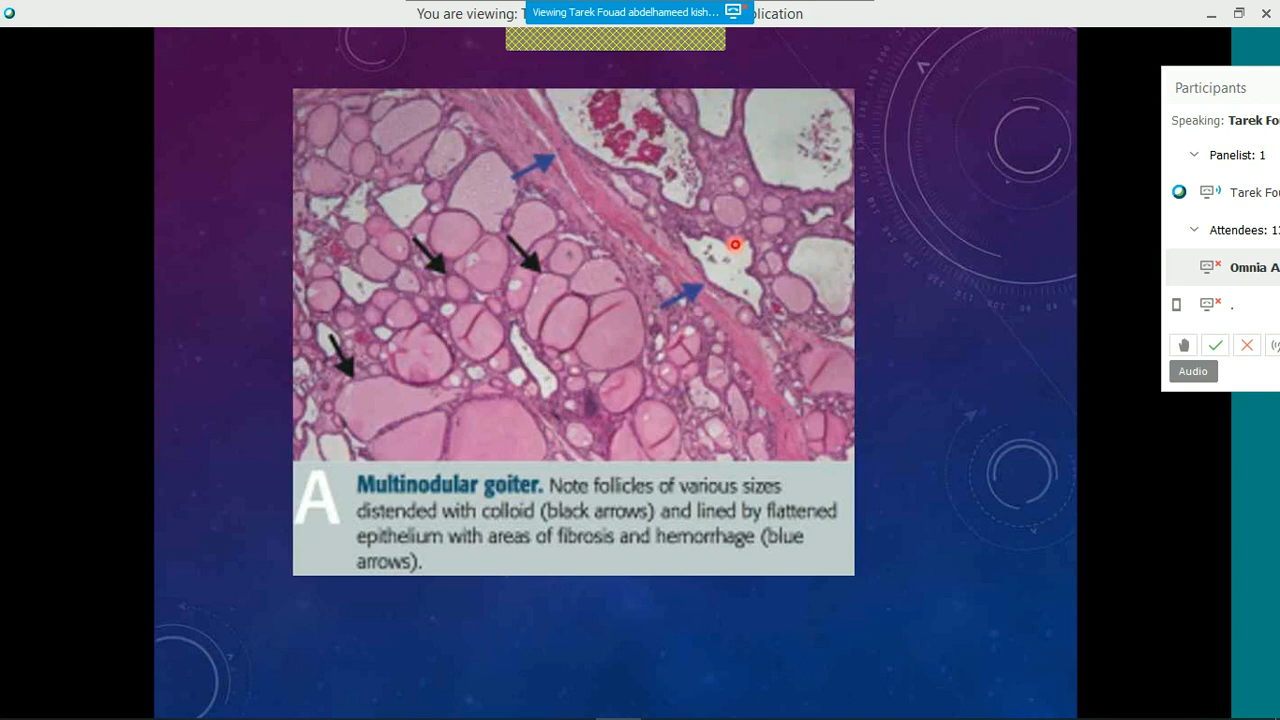 You are viewing:
Viewing Tarek Fouad abdelhameed kish...
lication
A
Multinodular goiter. Note follicles of various sizes
distended with colloid (black arrows) and lined by flattened
epithelium with areas of fibrosis and hemorrhage (blue
arrows).
Participants
Speaking: Tarek Fo
Panelist: 1
Tarek Fo
Attendees: 1
Omnia A
.
Audio